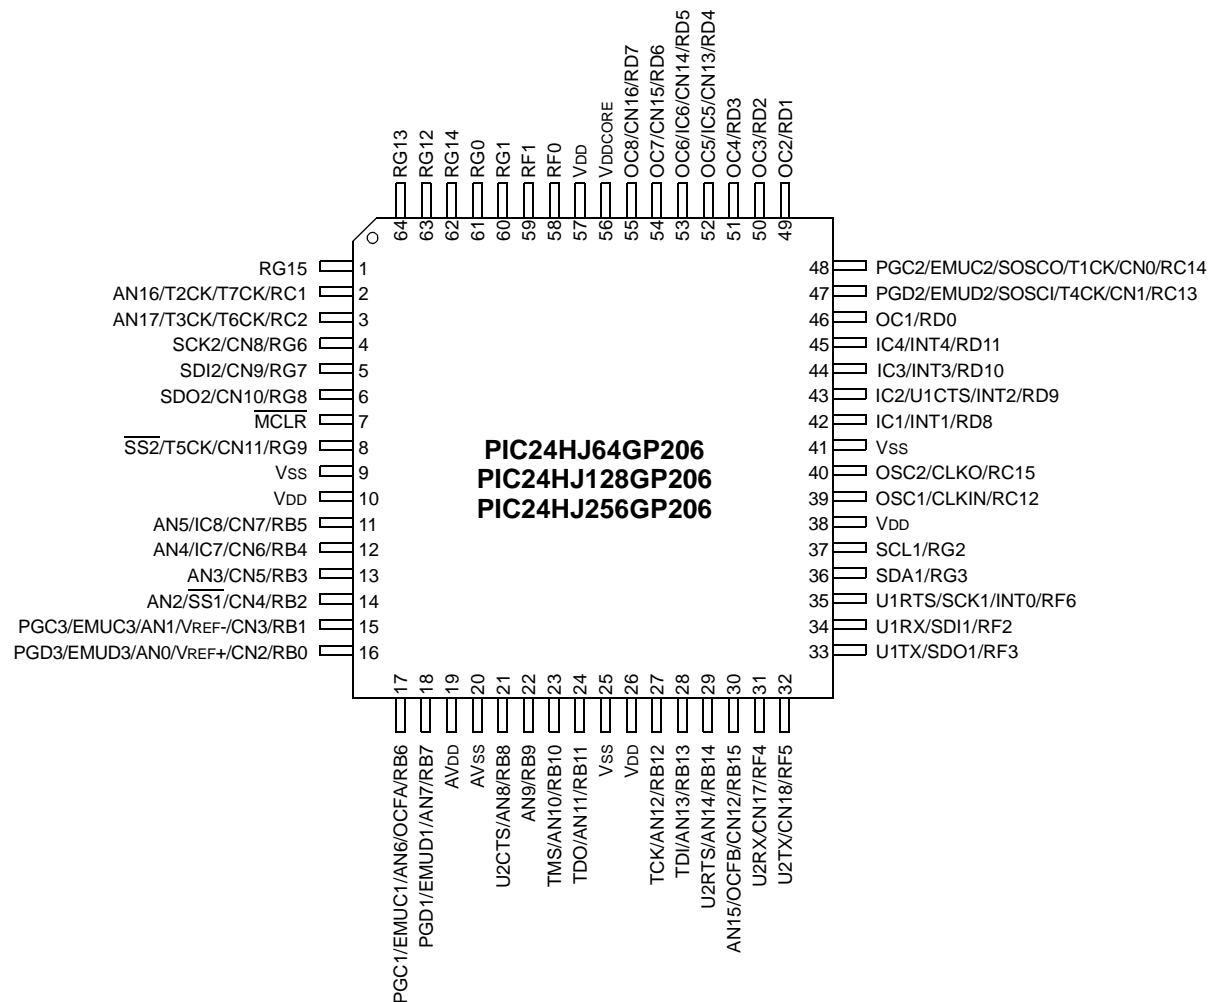 RG13
RG12
RG14
RG0
RG1
RF1
RF0
VDD
VDDCORE
OC8/CN16/RD7
OC7/CN15/RD6
OC6/IC6/CN14/RD5
OC5/IC5/CN13/RD4
OC4/RD3
OC3/RD2
OC2/RD1
64 63 62 61 60 59 58 57 56 55 54 53 52 51 50 49
RG15 1
AN16/T2CK/T7CK/RC1 2
AN17/T3CK/T6CK/RC2 3
SCK2/CN8/RG6 4
SDI2/CN9/RG7 5
SDO2/CN10/RG8 6
MCLR 7
SS2/T5CK/CN11/RG9 8
VSS 9
VDD 10
AN5/IC8/CN7/RB5 11
AN4/IC7/CN6/RB4 12
AN3/CN5/RB3 13
AN2/SS1/CN4/RB2 14
PGC3/EMUC3/AN1/VREF-/CN3/RB1 15
PGD3/EMUD3/AN0/VREF+/CN2/RB0 16
PIC24HJ64GP206
PIC24HJ128GP206
PIC24HJ256GP206
48 PGC2/EMUC2/SOSCO/T1CK/CN0/RC14
47 PGD2/EMUD2/SOSCI/T4CK/CN1/RC13
46 OC1/RD0
45 IC4/INT4/RD11
44 IC3/INT3/RD10
43 IC2/U1CTS/INT2/RD9
42 IC1/INT1/RD8
41 VSS
40 OSC2/CLKO/RC15
39 OSC1/CLKIN/RC12
38 VDD
37 SCL1/RG2
36 SDA1/RG3
35 U1RTS/SCK1/INT0/RF6
34 U1RX/SDI1/RF2
33 U1TX/SDO1/RF3
17 18 19 20 21 22 23 24 25 26 27 28 29 30 31 32
PGC1/EMUC1/AN6/OCFA/RB6
PGD1/EMUD1/AN7/RB7
AVDD
AVSS
U2CTS/AN8/RB8
AN9/RB9
TMS/AN10/RB10
TDO/AN11/RB11
VSS
VDD
TCK/AN12/RB12
TDI/AN13/RB13
U2RTS/AN14/RB14
AN15/OCFB/CN12/RB15
U2RX/CN17/RF4
U2TX/CN18/RF5